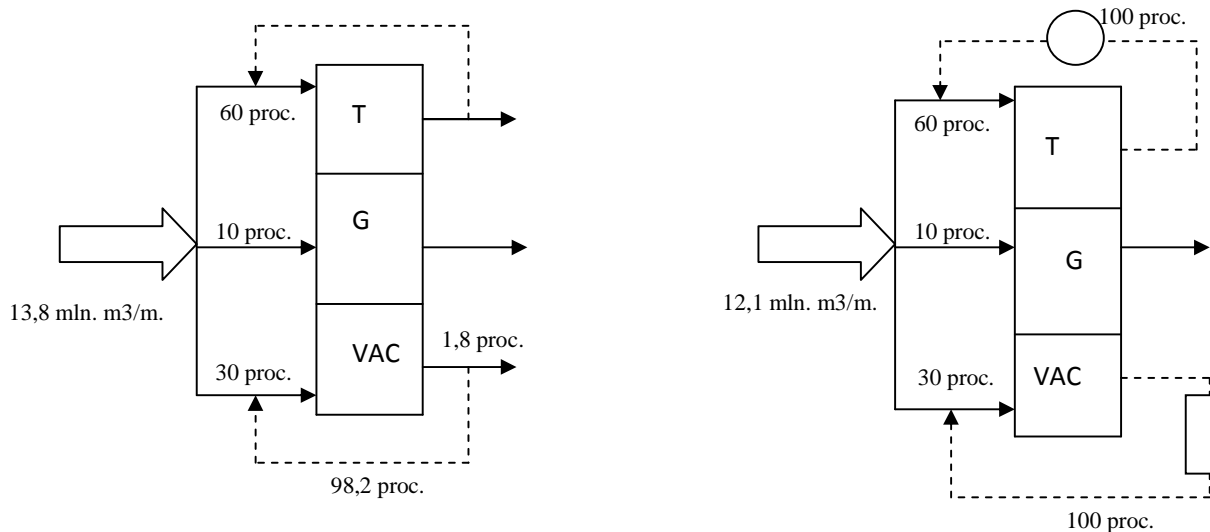 60 proc.
T
10 proc.
G
13,8 mln. m3/m.
30 proc.
VAC
1,8 proc.
98,2 proc.
100 proc.
60 proc.
T
10 proc.
G
12,1 mln. m3/m.
30 proc.
VAC
100 proc.